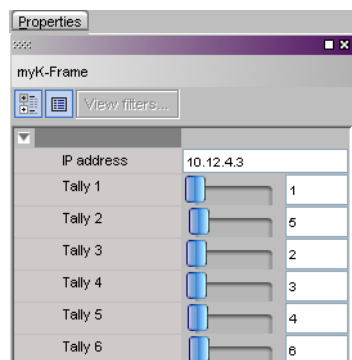 Properties
myK-Frame
View filters...
IP address 10.12.4.3
Tally 1 1
Tally 2 5
Tally 3 2
Tally 4 3
Tally 5 4
Tally 6 6